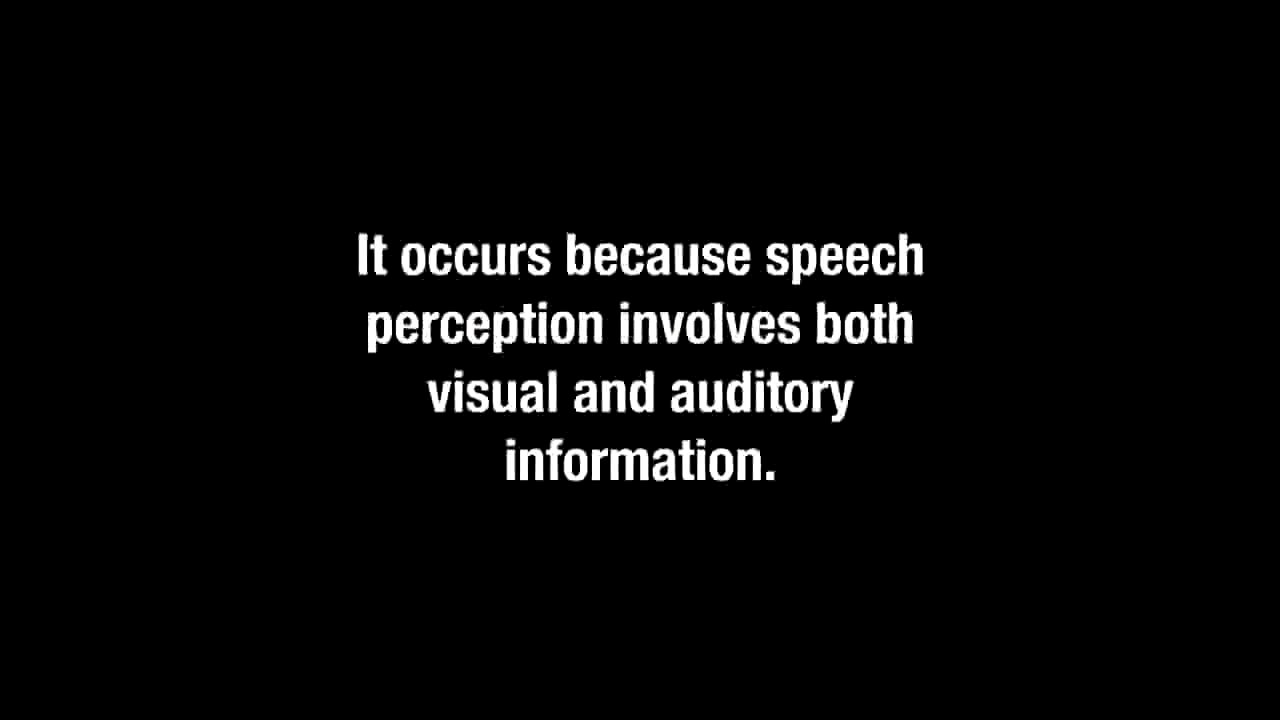 It occurs because speech
perception involves both
visual and auditory
information.